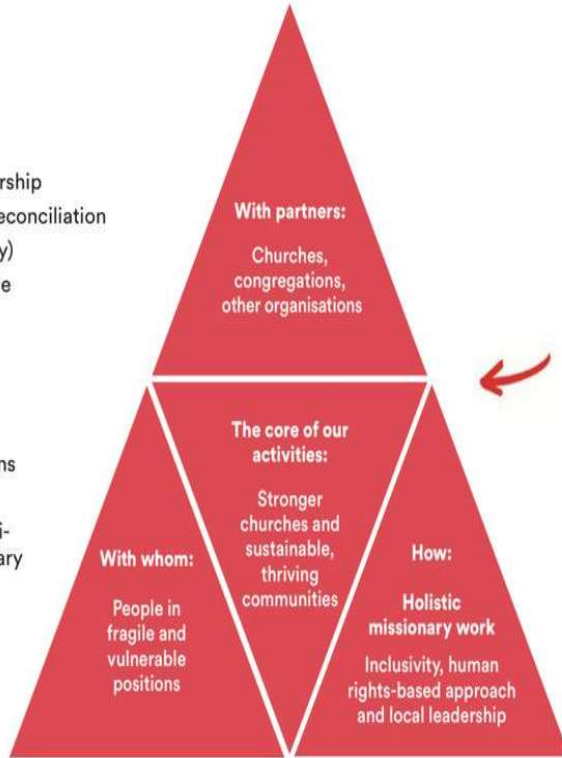 rship
econciliation
y)
e
ns
i-
ary
With partners:
Churches,
congregations,
other organisations
The core of our
activities:
Stronger
churches and
sustainable,
thriving
communities
With whom:
People in
fragile and
vulnerable
positions
How:
Holistic
missionary work
Inclusivity, human
rights-based approach
and local leadership